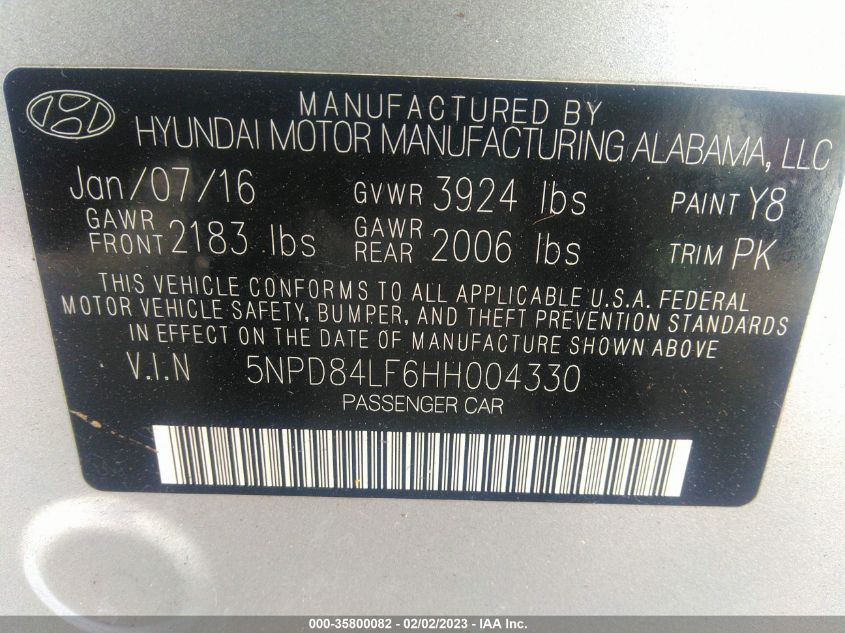 MANUFACTURED BY
HYUNDAI MOTOR MANUFACTURING ALABAMA, LLC
Jan/07/16 GVWR 3924 lbs PAINT Y8
GAWR FRONT 2183 lbs GAWR REAR 2006 lbs TRIM PK
THIS VEHICLE CONFORMS TO ALL APPLICABLE U.S.A. FEDERAL
MOTOR VEHICLE SAFETY, BUMPER, AND THEFT PREVENTION STANDARDS
IN EFFECT ON THE DATE OF MANUFACTURE SHOWN ABOVE
V.I.N 5NPD84LF6HH004330
PASSENGER CAR
000-35800082 - 02/02/2023 - IAA Inc.